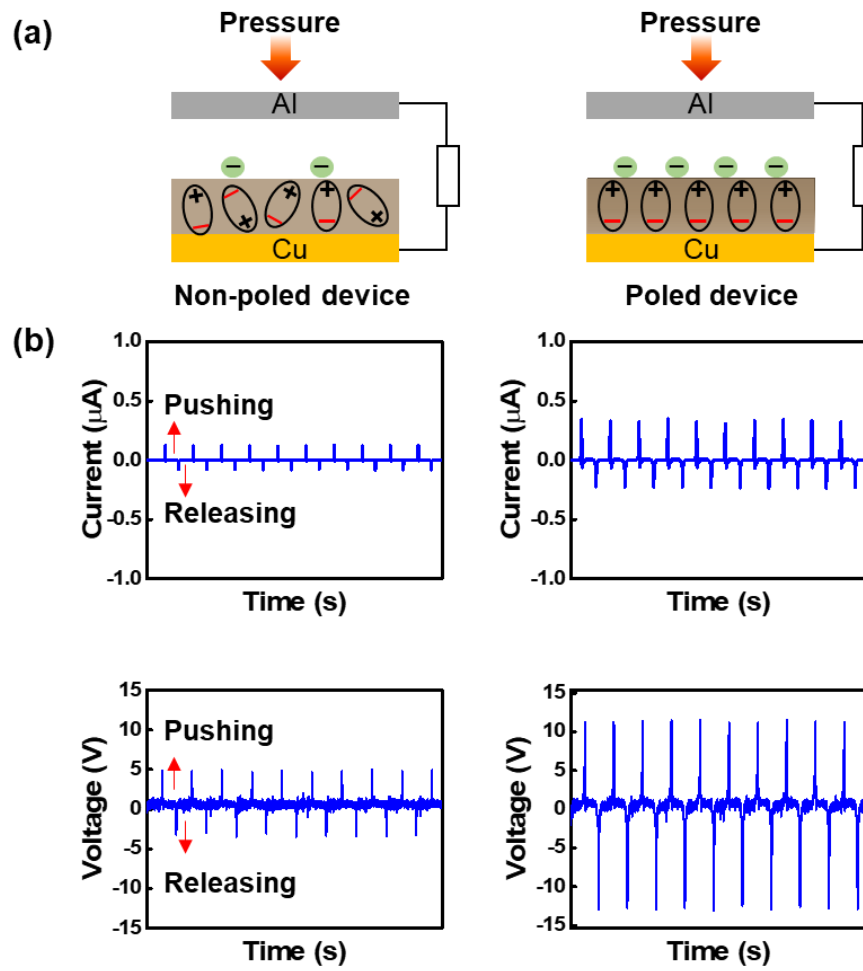 (a)
Pressure
Pressure
Al
Al
− −
− − − −
+ − − + + − + − − +
+ − + − + − + − + −
Cu
Cu
Non-poled device
Poled device
(b)
1.0
0.5
0.0
-0.5
-1.0
Current (μA)
Pushing
Releasing
Time (s)
Current (μA)
1.0
0.5
0.0
-0.5
-1.0
Time (s)
15
10
5
0
-5
-10
-15
Voltage (V)
Pushing
Releasing
Time (s)
Voltage (V)
15
10
5
0
-5
-10
-15
Time (s)